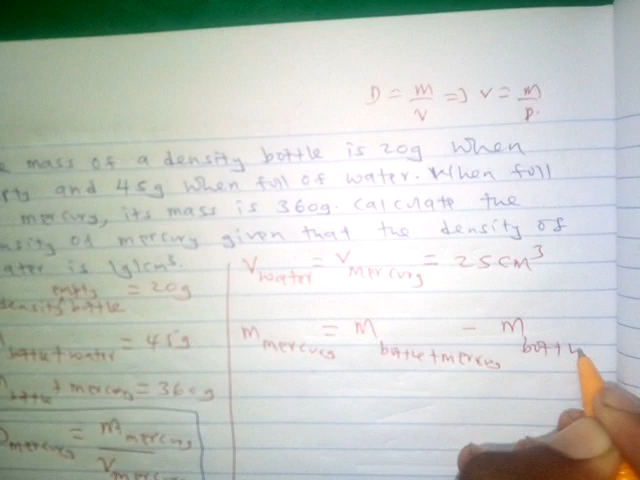 D = m/V => V = m/D.
mass of a density bottle is 20g when
and 45g when full of water. When full
mercury, its mass is 360g. Calculate the
of mercury given that the density of
is 1g/cm³.
V water = V mercury = 25cm³
empty density bottle = 20g
m mercury = m bottle+mercury - m bottle
bottle+water = 45g
bottle+mercury = 360g
D mercury = m mercury / V mercury